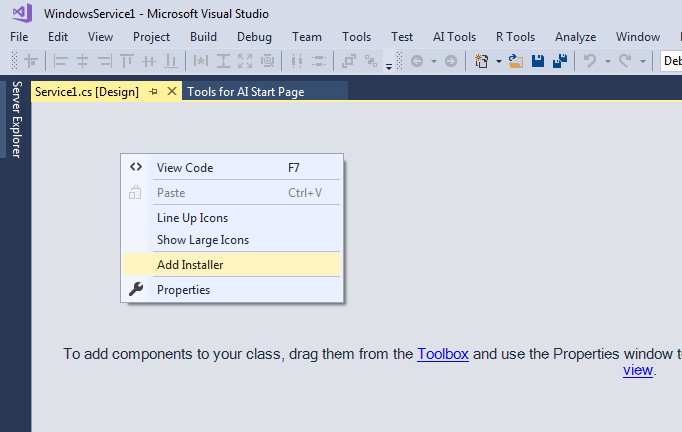 WindowsService1 - Microsoft Visual Studio
File Edit View Project Build Debug Team Tools Test AI Tools R Tools Analyze Window
Server Explorer
Service1.cs [Design] Tools for AI Start Page
View Code F7
Paste Ctrl+V
Line Up Icons
Show Large Icons
Add Installer
Properties
To add components to your class, drag them from the Toolbox and use the Properties window
view.